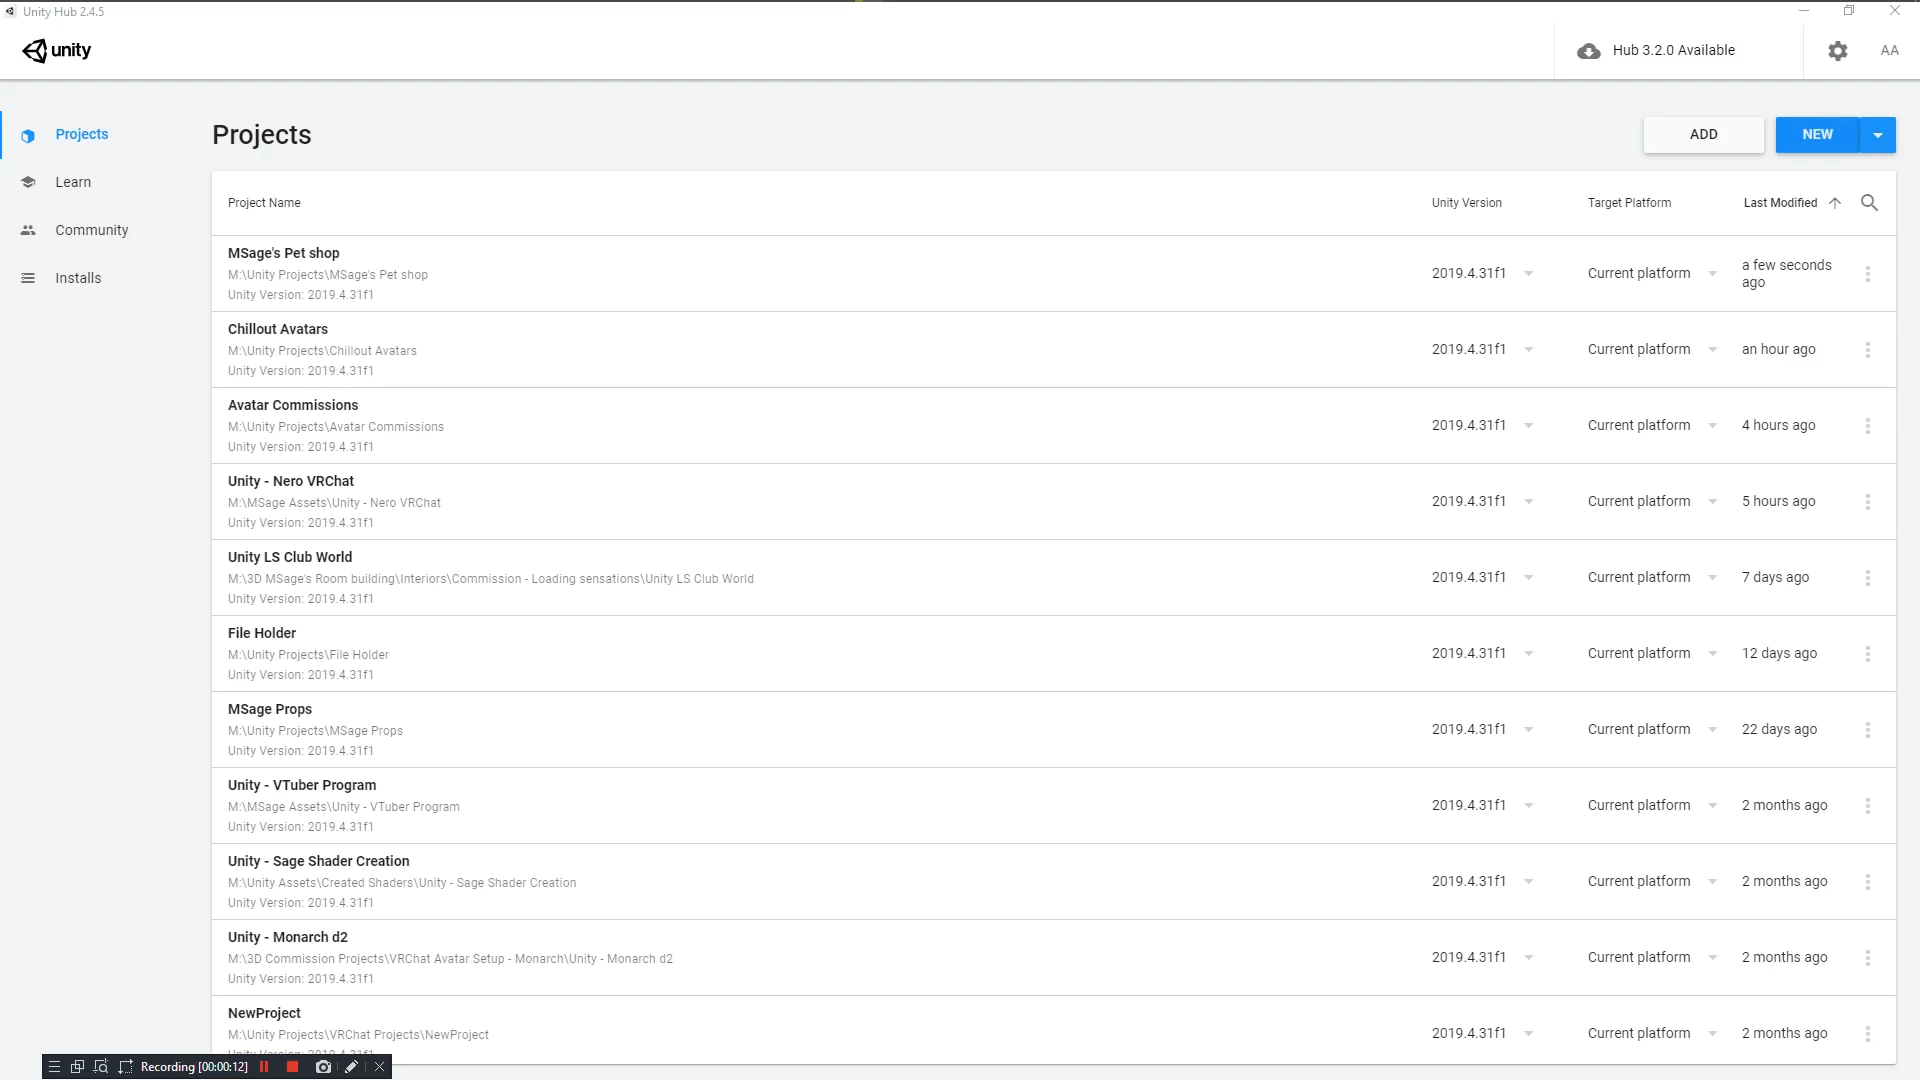 Unity Hub 2.4.5
unity
Hub 3.2.0 Available
AA
Projects
Learn
Community
Installs
Projects
ADD
NEW
Project Name
Unity Version
Target Platform
Last Modified
MSage's Pet shop
M:\Unity Projects\MSage's Pet shop
Unity Version: 2019.4.31f1
2019.4.31f1
Current platform
a few seconds
ago
Chillout Avatars
M:\Unity Projects\Chillout Avatars
Unity Version: 2019.4.31f1
2019.4.31f1
Current platform
an hour ago
Avatar Commissions
M:\Unity Projects\Avatar Commissions
Unity Version: 2019.4.31f1
2019.4.31f1
Current platform
4 hours ago
Unity - Nero VRChat
M:\MSage Assets\Unity - Nero VRChat
Unity Version: 2019.4.31f1
2019.4.31f1
Current platform
5 hours ago
Unity LS Club World
M:\3D MSage's Room building\Interiors\Commission - Loading sensations\Unity LS Club World
Unity Version: 2019.4.31f1
2019.4.31f1
Current platform
7 days ago
File Holder
M:\Unity Projects\File Holder
Unity Version: 2019.4.31f1
2019.4.31f1
Current platform
12 days ago
MSage Props
M:\Unity Projects\MSage Props
Unity Version: 2019.4.31f1
2019.4.31f1
Current platform
22 days ago
Unity - VTuber Program
M:\MSage Assets\Unity - VTuber Program
Unity Version: 2019.4.31f1
2019.4.31f1
Current platform
2 months ago
Unity - Sage Shader Creation
M:\Unity Assets\Created Shaders\Unity - Sage Shader Creation
Unity Version: 2019.4.31f1
2019.4.31f1
Current platform
2 months ago
Unity - Monarch d2
M:\3D Commission Projects\VRChat Avatar Setup - Monarch\Unity - Monarch d2
Unity Version: 2019.4.31f1
2019.4.31f1
Current platform
2 months ago
NewProject
M:\Unity Projects\VRChat Projects\NewProject
2019.4.31f1
Current platform
2 months ago
Recording [00:00:12]